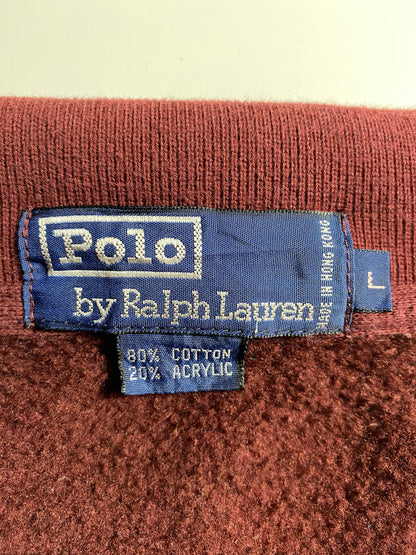 Polo
by Ralph Lauren
MADE IN HONG KONG
L
80% COTTON
20% ACRYLIC